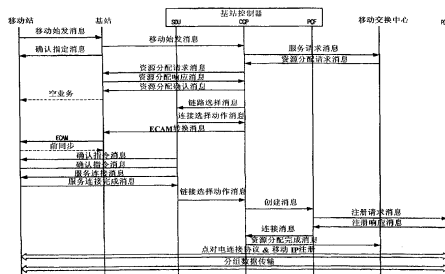 基站控制器
移动站
基站
SDU
CCP
PCF
移动交换中心
移动始发消息
移动始发消息
服务请求消息
确认指定消息
资源分配请求消息
资源分配请求消息
资源分配响应消息
资源分配确认消息
空业务
链路选择消息
连接选择动作消息
ECAM转换消息
ECAM
前同步
确认指令消息
确认指令消息
服务连接消息
服务连接完成消息
链接选择动作消息
创建消息
注册请求消息
注册响应消息
连接消息
资源分配完成消息
点对电连接协议 & 移动 IP注册
分组数据传输